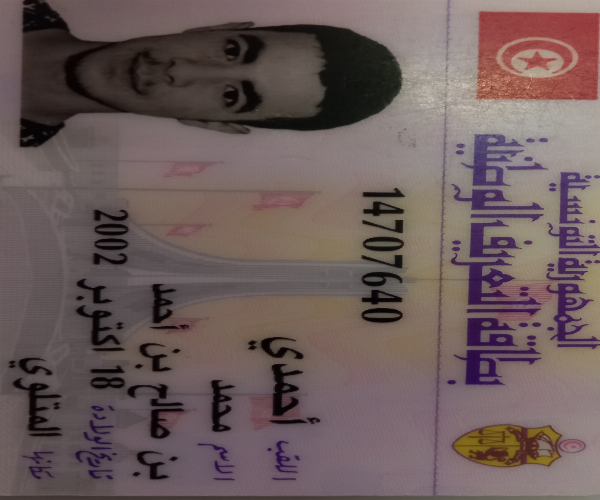 الجمهورية التونسية
بطاقة التعريف الوطنية
14707640
اللقب أحمدي
الاسم محمد
بن صالح بن أحمد
تاريخ الولادة 18 اكتوبر 2002
مكانها المتلوي